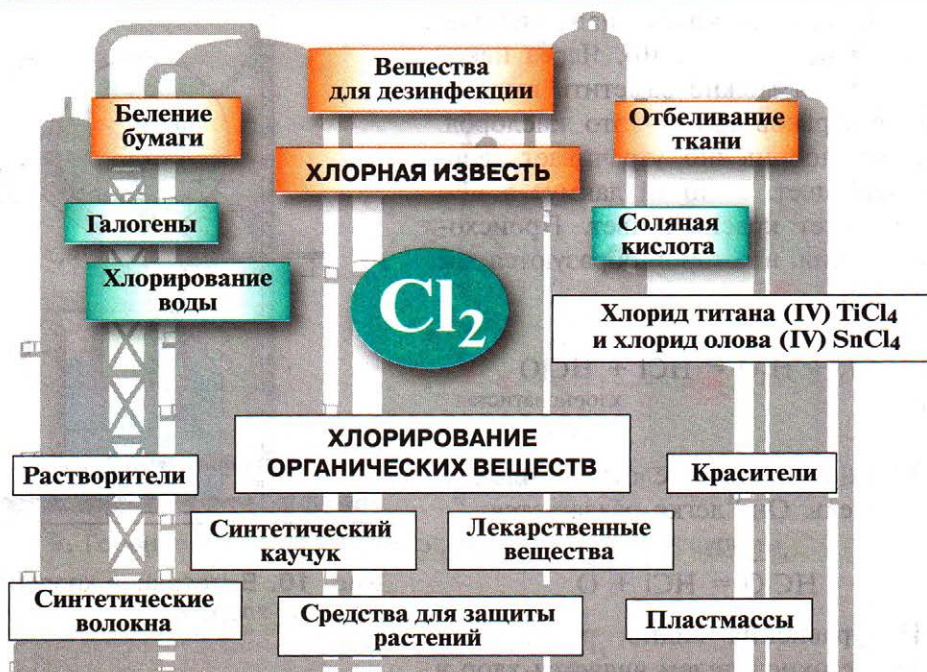 Вещества
для дезинфекции
Беление
бумаги
Отбеливание
ткани
ХЛОРНАЯ ИЗВЕСТЬ
Галогены
Соляная
кислота
Хлорирование
воды
Cl2
Хлорид титана (IV) TiCl4
и хлорид олова (IV) SnCl4
ХЛОРИРОВАНИЕ
ОРГАНИЧЕСКИХ ВЕЩЕСТВ
Растворители
Красители
Синтетический
каучук
Лекарственные
вещества
Синтетические
волокна
Средства для защиты
растений
Пластмассы